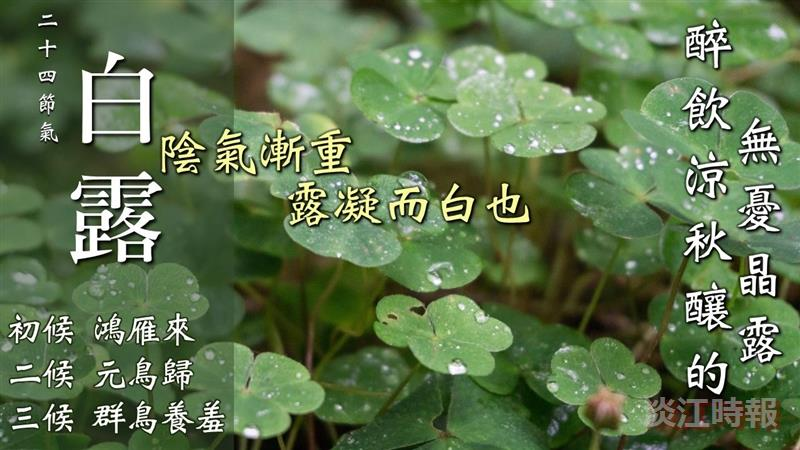 二十四節氣
白露
陰氣漸重
露凝而白也
初候 鴻雁來
二候 元鳥歸
三候 群鳥養羞
醉飲涼秋釀的
無憂晶露
淡江時報